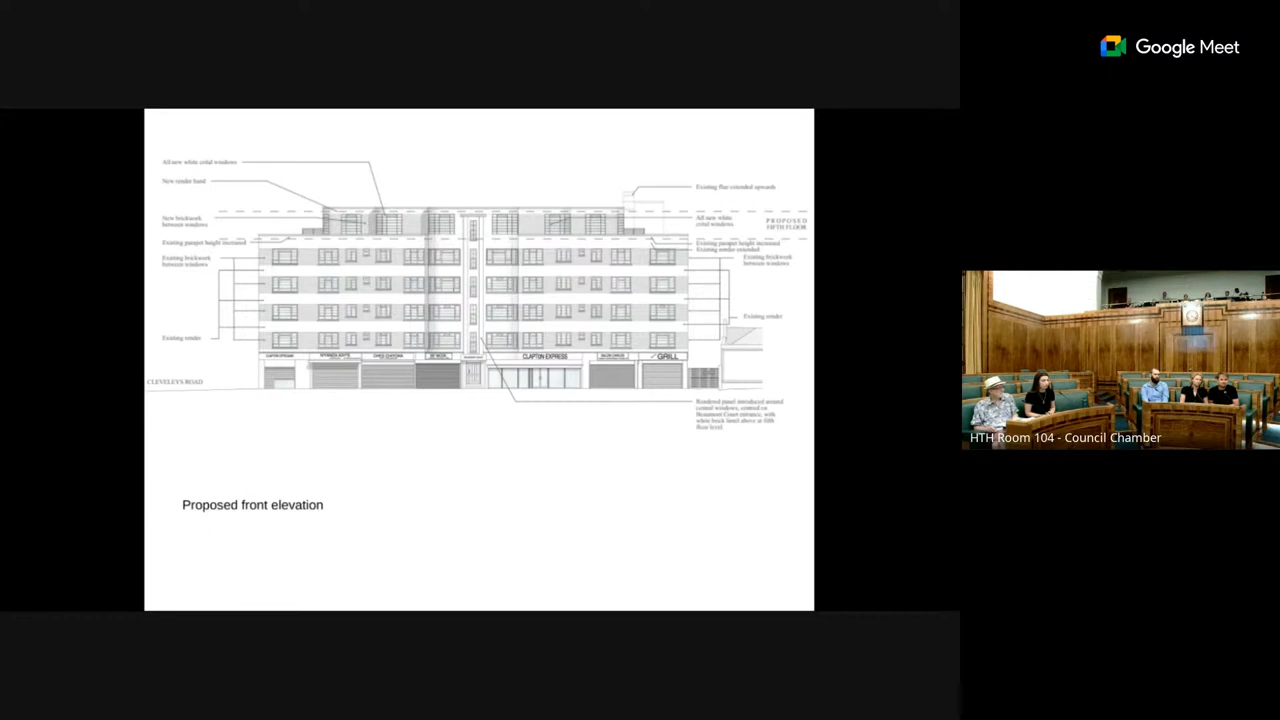 Google Meet
All new white crital windows
New render band
New brickwork
between windows
Existing parapet height increased
Existing brickwork
between windows
Existing render
CLEVELEYS ROAD
Existing flue extended upwards
All new white
crital windows
PROPOSED
FIFTH FLOOR
Existing parapet height increased
Existing render extended
Existing brickwork
between windows
Existing render
CLAPTON EXPRESS
GRILL
Rendered panel introduced around
central windows, centred on
Beaumont Court entrance, with
white brick lintel above at fifth
floor level
Proposed front elevation
HTH Room 104 - Council Chamber